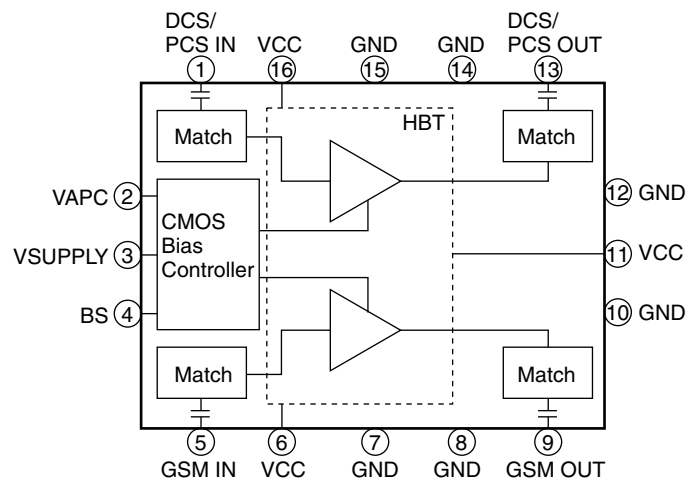 DCS/
PCS IN
VCC
GND
GND
DCS/
PCS OUT
1
16
15
14
13
Match
HBT
Match
VAPC 2
CMOS
Bias
Controller
12 GND
VSUPPLY 3
11 VCC
BS 4
10 GND
Match
Match
5
6
7
8
9
GSM IN
VCC
GND
GND
GSM OUT